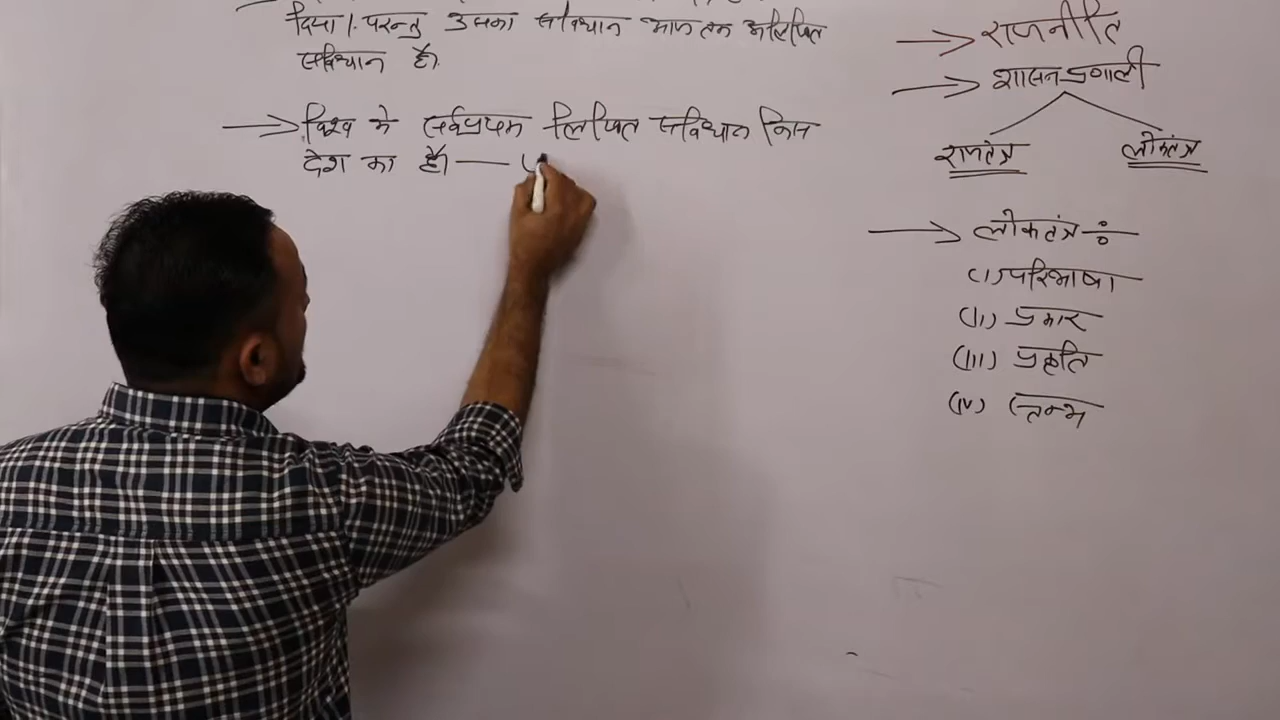 दिया। परन्तु उसका संविधान आज तक अलिखित
संविधान है।
→ विश्व मे सर्वप्रथम लिखित संविधान किस
देश का है। — U
→ राजनीति
→ शासन प्रणाली
राजतंत्र लोकतंत्र
→ लोकतंत्र ÷
(i) परिभाषा
(ii) प्रकार
(iii) प्रकृति
(iv) स्तम्भ